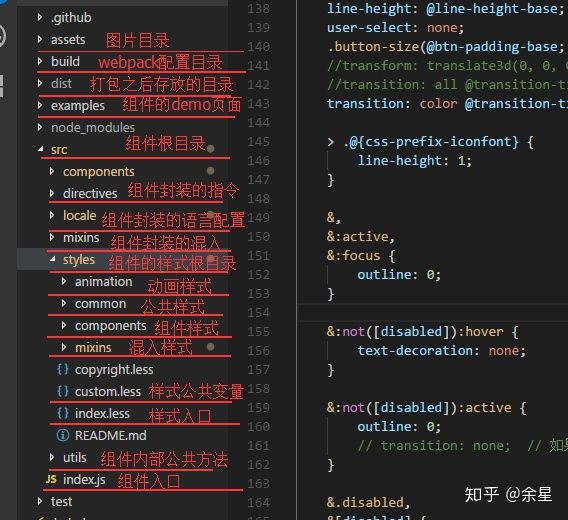 .github
assets 图片目录
build webpack配置目录
dist 打包之后存放的目录
examples 组件的demo页面
node_modules
src 组件根目录
components
directives 组件封装的指令
locale 组件封装的语言配置
mixins 组件封装的混入
styles 组件的样式根目录
animation 动画样式
common 公共样式
components 组件样式
mixins 混入样式
copyright.less
custom.less 样式公共变量
index.less 样式入口
README.md
utils 组件内部公共方法
index.js 组件入口
test
138 line-height: @line-height-base;
139 user-select: none;
140 .button-size(@btn-padding-base;
141 //transform: translate3d(0, 0,
142 //transition: all @transition-ti
143 transition: color @transition-ti
144
145 > .@{css-prefix-iconfont} {
146 line-height: 1;
147 }
148
149 &,
150 &:active,
151 &:focus {
152 outline: 0;
153 }
154
155 &:not([disabled]):hover {
156 text-decoration: none;
157 }
158
159 &:not([disabled]):active {
160 outline: 0;
161 // transition: none; // 如果
162 }
163
164 &.disabled,
165 &[disabled] {
知乎 @余星